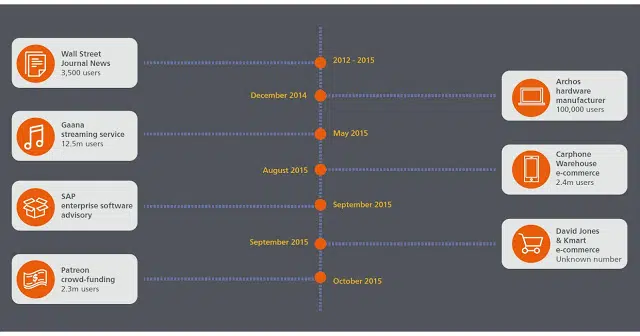 Wall Street
Journal News
3,500 users
2012 - 2015
December 2014
Archos
hardware
manufacturer
100,000 users
Gaana
streaming service
12.5m users
May 2015
August 2015
Carphone
Warehouse
e-commerce
2.4m users
SAP
enterprise software
advisory
September 2015
September 2015
David Jones
& Kmart
e-commerce
Unknown number
Patreon
crowd-funding
2.3m users
October 2015